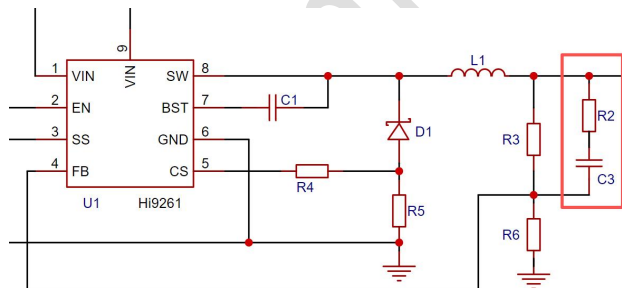 9
VIN
1 VIN SW 8
2 EN BST 7
3 SS GND 6
4 FB CS 5
U1 Hi9261
C1
R4
D1
R5
L1
R3
R2
C3
R6